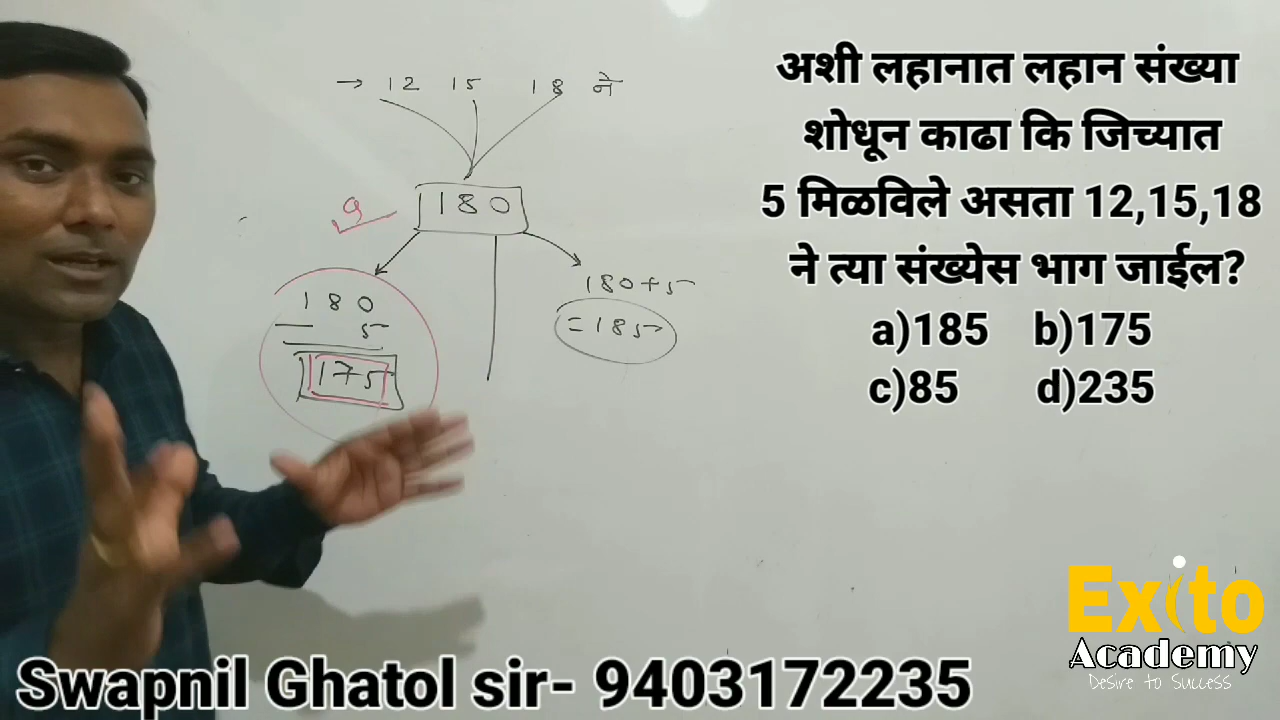 → 12 15 18 ने
180
9
180
— 5
175
180+5
=185
अशी लहानात लहान संख्या
शोधून काढा कि जिच्यात
5 मिळविले असता 12,15,18
ने त्या संख्येस भाग जाईल?
a)185 b)175
c)85 d)235
Exito
Academy
Desire to Success
Swapnil Ghatol sir- 9403172235